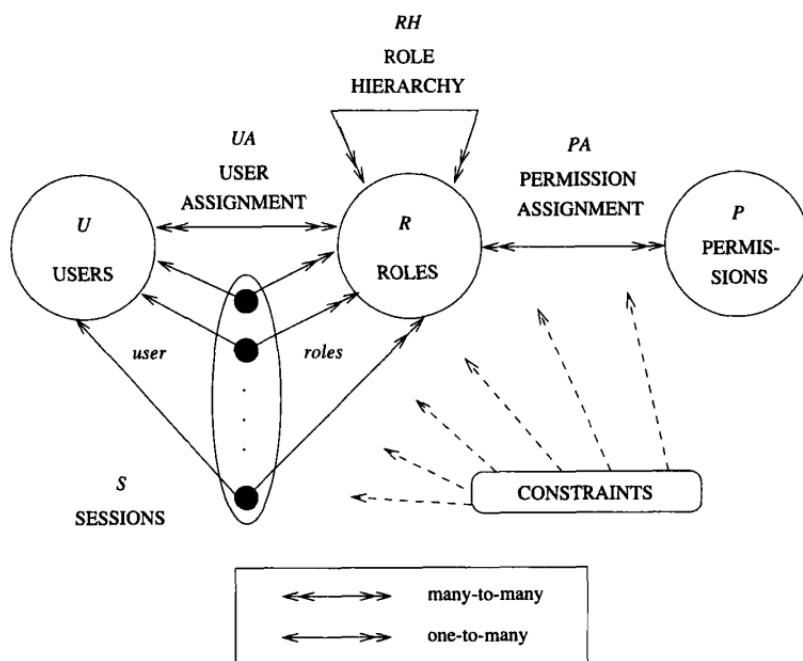 RH
ROLE
HIERARCHY
UA
USER
ASSIGNMENT
PA
PERMISSION
ASSIGNMENT
U
USERS
R
ROLES
P
PERMIS-
SIONS
user
roles
S
SESSIONS
CONSTRAINTS
many-to-many
one-to-many